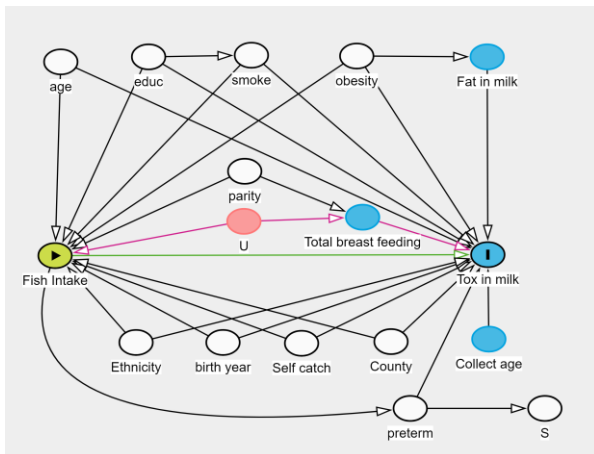 age
educ
smoke
obesity
Fat in milk
parity
U
Total breast feeding
Fish Intake
Tox in milk
Ethnicity
birth year
Self catch
County
Collect age
preterm
S